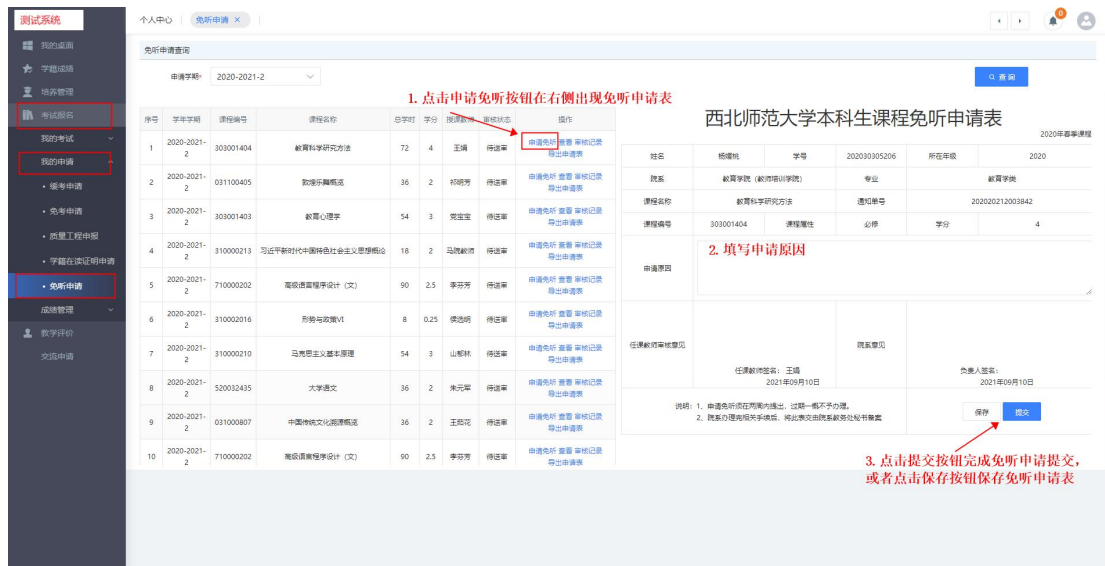 测试系统
个人中心
免听申请 ×
0
我的桌面
学籍成绩
培养管理
考试报名
我的考试
我的申请
• 缓考申请
• 免考申请
• 质量工程申报
• 学籍在读证明申请
• 免听申请
成绩管理
教学评价
交流申请
免听申请查询
申请学期* 2020-2021-2
查询
1. 点击申请免听按钮在右侧出现免听申请表
序号 学年学期 课程编号 课程名称 总学时 学分 授课教师 审核状态 操作
1 2020-2021-2 303001404 教育科学研究方法 72 4 王娟 待送审 申请免听 查看 审核记录 导出申请表
2 2020-2021-2 031100405 敦煌乐舞概览 36 2 祁明芳 待送审 申请免听 查看 审核记录 导出申请表
3 2020-2021-2 303001403 教育心理学 54 3 党宝宝 待送审 申请免听 查看 审核记录 导出申请表
4 2020-2021-2 310000213 习近平新时代中国特色社会主义思想概论 18 2 马院教师 待送审 申请免听 查看 审核记录 导出申请表
5 2020-2021-2 710000202 高级语言程序设计（文） 90 2.5 李芬芳 待送审 申请免听 查看 审核记录 导出申请表
6 2020-2021-2 310002016 形势与政策VI 8 0.25 侯选明 待送审 申请免听 查看 审核记录 导出申请表
7 2020-2021-2 310000210 马克思主义基本原理 54 3 山郁林 待送审 申请免听 查看 审核记录 导出申请表
8 2020-2021-2 520032435 大学语文 36 2 朱元军 待送审 申请免听 查看 审核记录 导出申请表
9 2020-2021-2 031000807 中国传统文化溯源概览 36 2 王茹花 待送审 申请免听 查看 审核记录 导出申请表
10 2020-2021-2 710000202 高级语言程序设计（文） 90 2.5 李芬芳 待送审 申请免听 查看 审核记录 导出申请表
西北师范大学本科生课程免听申请表
2020年春季课程
姓名 杨增桃 学号 202030305206 所在年级 2020
院系 教育学院（教师培训学院） 专业 教育学类
课程名称 教育科学研究方法 通知单号 202020212003842
课程编号 303001404 课程属性 必修 学分 4
申请原因
2. 填写申请原因
任课教师审核意见
任课教师签名： 王娟
2021年09月10日
院系意见
负责人签名：
2021年09月10日
说明：1、申请免听须在两周内提出，过期一概不予办理。
2、院系办理完相关手续后，将此表交由院系教务处秘书备案
保存 提交
3. 点击提交按钮完成免听申请提交，
或者点击保存按钮保存免听申请表